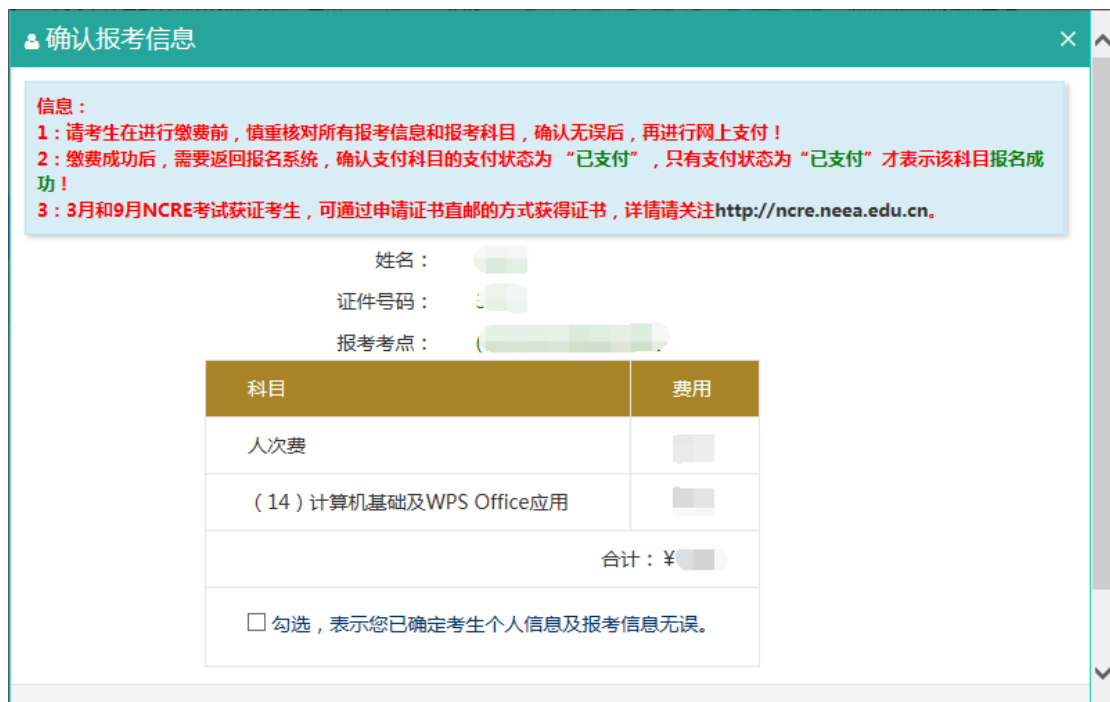 确认报考信息
信息：
1：请考生在进行缴费前，慎重核对所有报考信息和报考科目，确认无误后，再进行网上支付！
2：缴费成功后，需要返回报名系统，确认支付科目的支付状态为 “已支付”，只有支付状态为“已支付”才表示该科目报名成
功！
3：3月和9月NCRE考试获证考生，可通过申请证书直邮的方式获得证书，详情请关注http://ncre.neea.edu.cn。
姓名：
证件号码：
报考考点： (
科目 费用
人次费
（14）计算机基础及WPS Office应用
合计：¥
勾选，表示您已确定考生个人信息及报考信息无误。